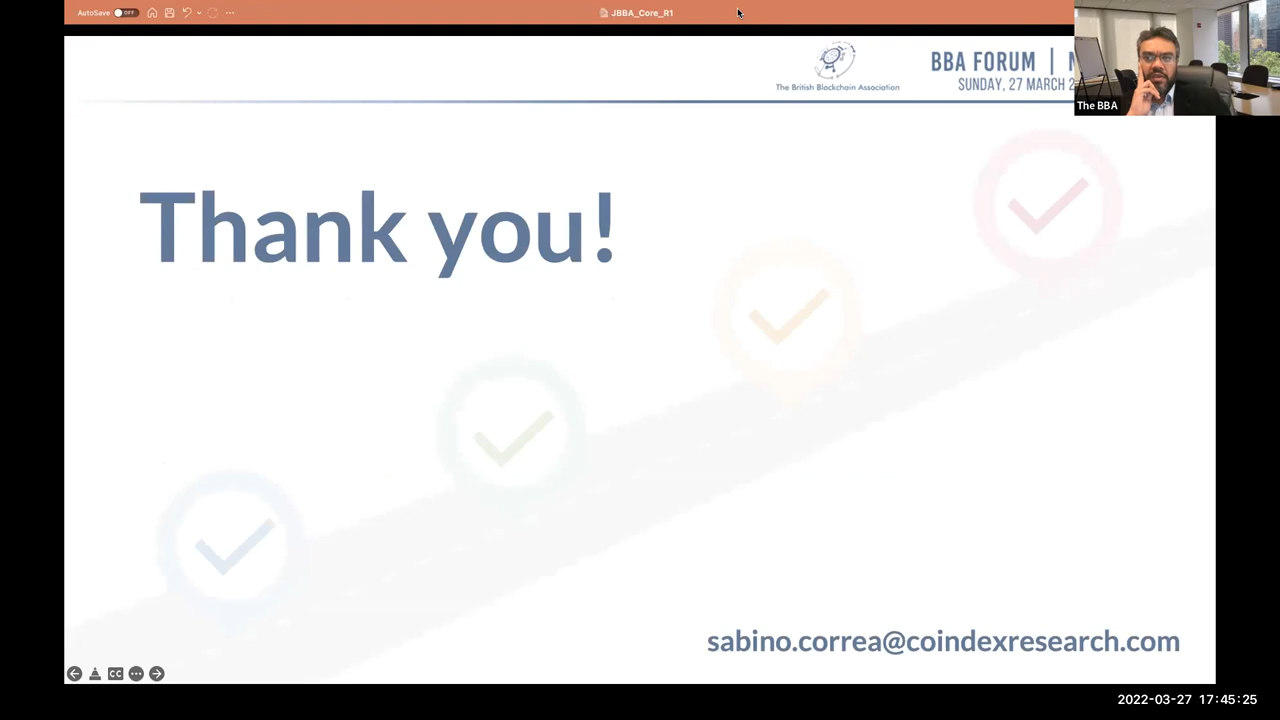 AutoSave OFF
JBBA_Core_R1
The British Blockchain Association
BBA FORUM |
SUNDAY, 27 MARCH
The BBA
Thank you!
sabino.correa@coindexresearch.com
CC
2022-03-27 17:45:25